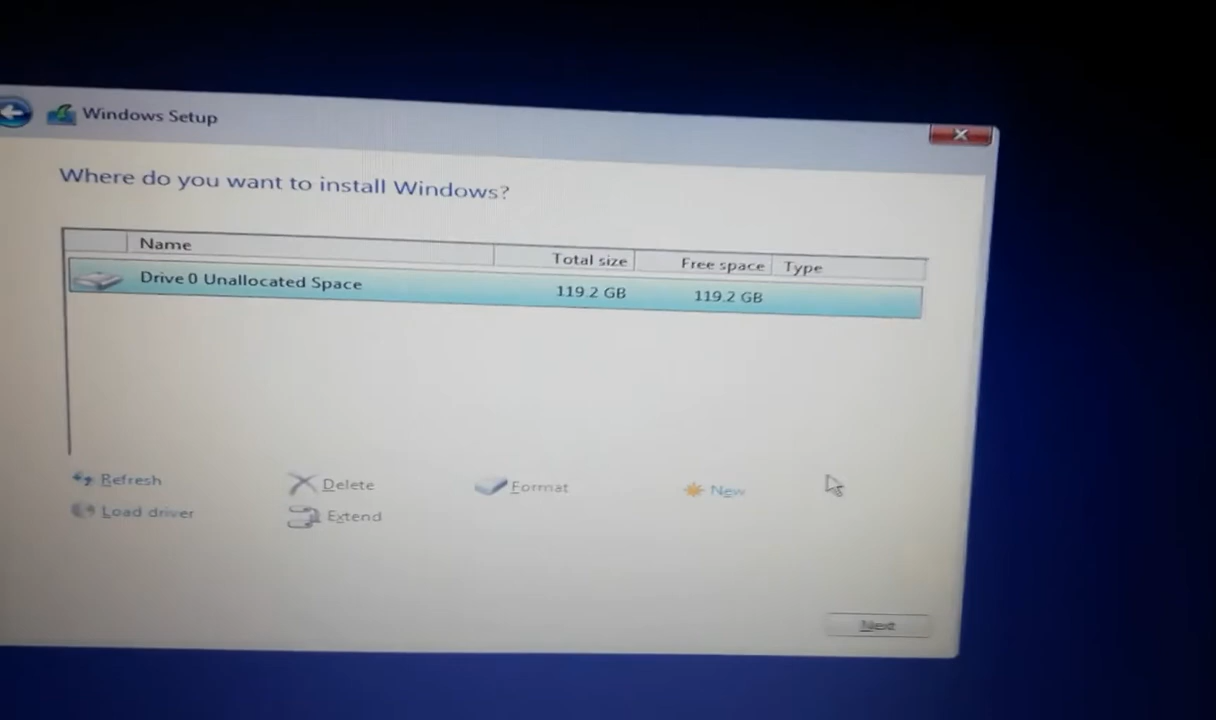 Windows Setup
Where do you want to install Windows?
Name Total size Free space Type
Drive 0 Unallocated Space 119.2 GB 119.2 GB
Refresh Delete Format New
Load driver Extend
Next